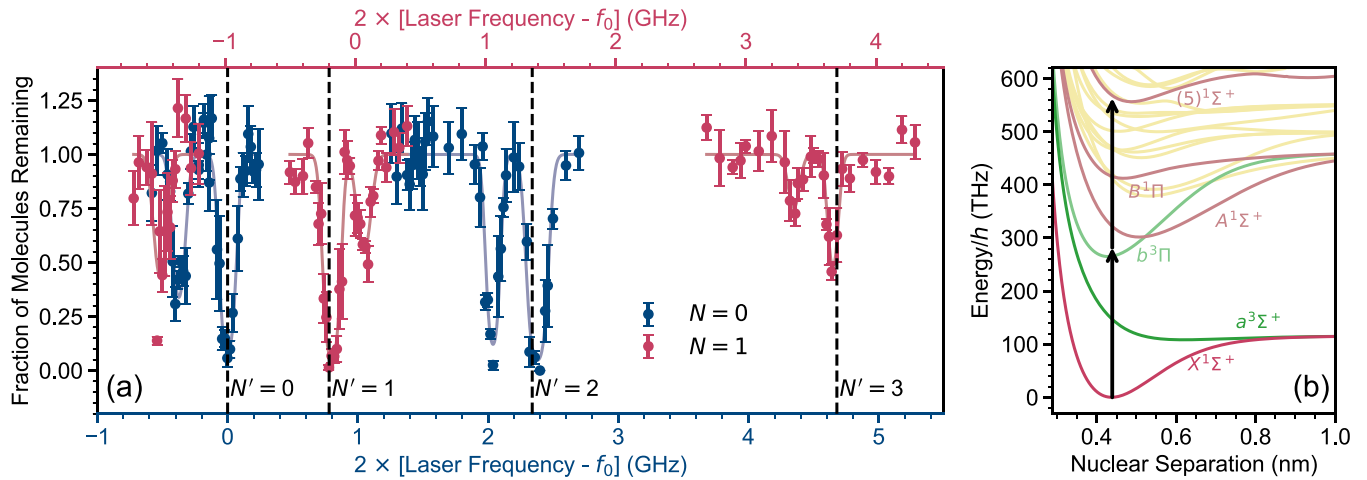 2 × [Laser Frequency - f₀] (GHz)
−1 0 1 2 3 4
Fraction of Molecules Remaining
1.25
1.00
0.75
0.50
0.25
0.00
N = 0
N = 1
(a)
N′ = 0
N′ = 1
N′ = 2
N′ = 3
−1 0 1 2 3 4 5
2 × [Laser Frequency - f₀] (GHz)
Energy/h (THz)
600
500
400
300
200
100
0
(5)¹Σ⁺
B¹Π
A¹Σ⁺
b³Π
a³Σ⁺
X¹Σ⁺
(b)
0.4 0.6 0.8 1.0
Nuclear Separation (nm)